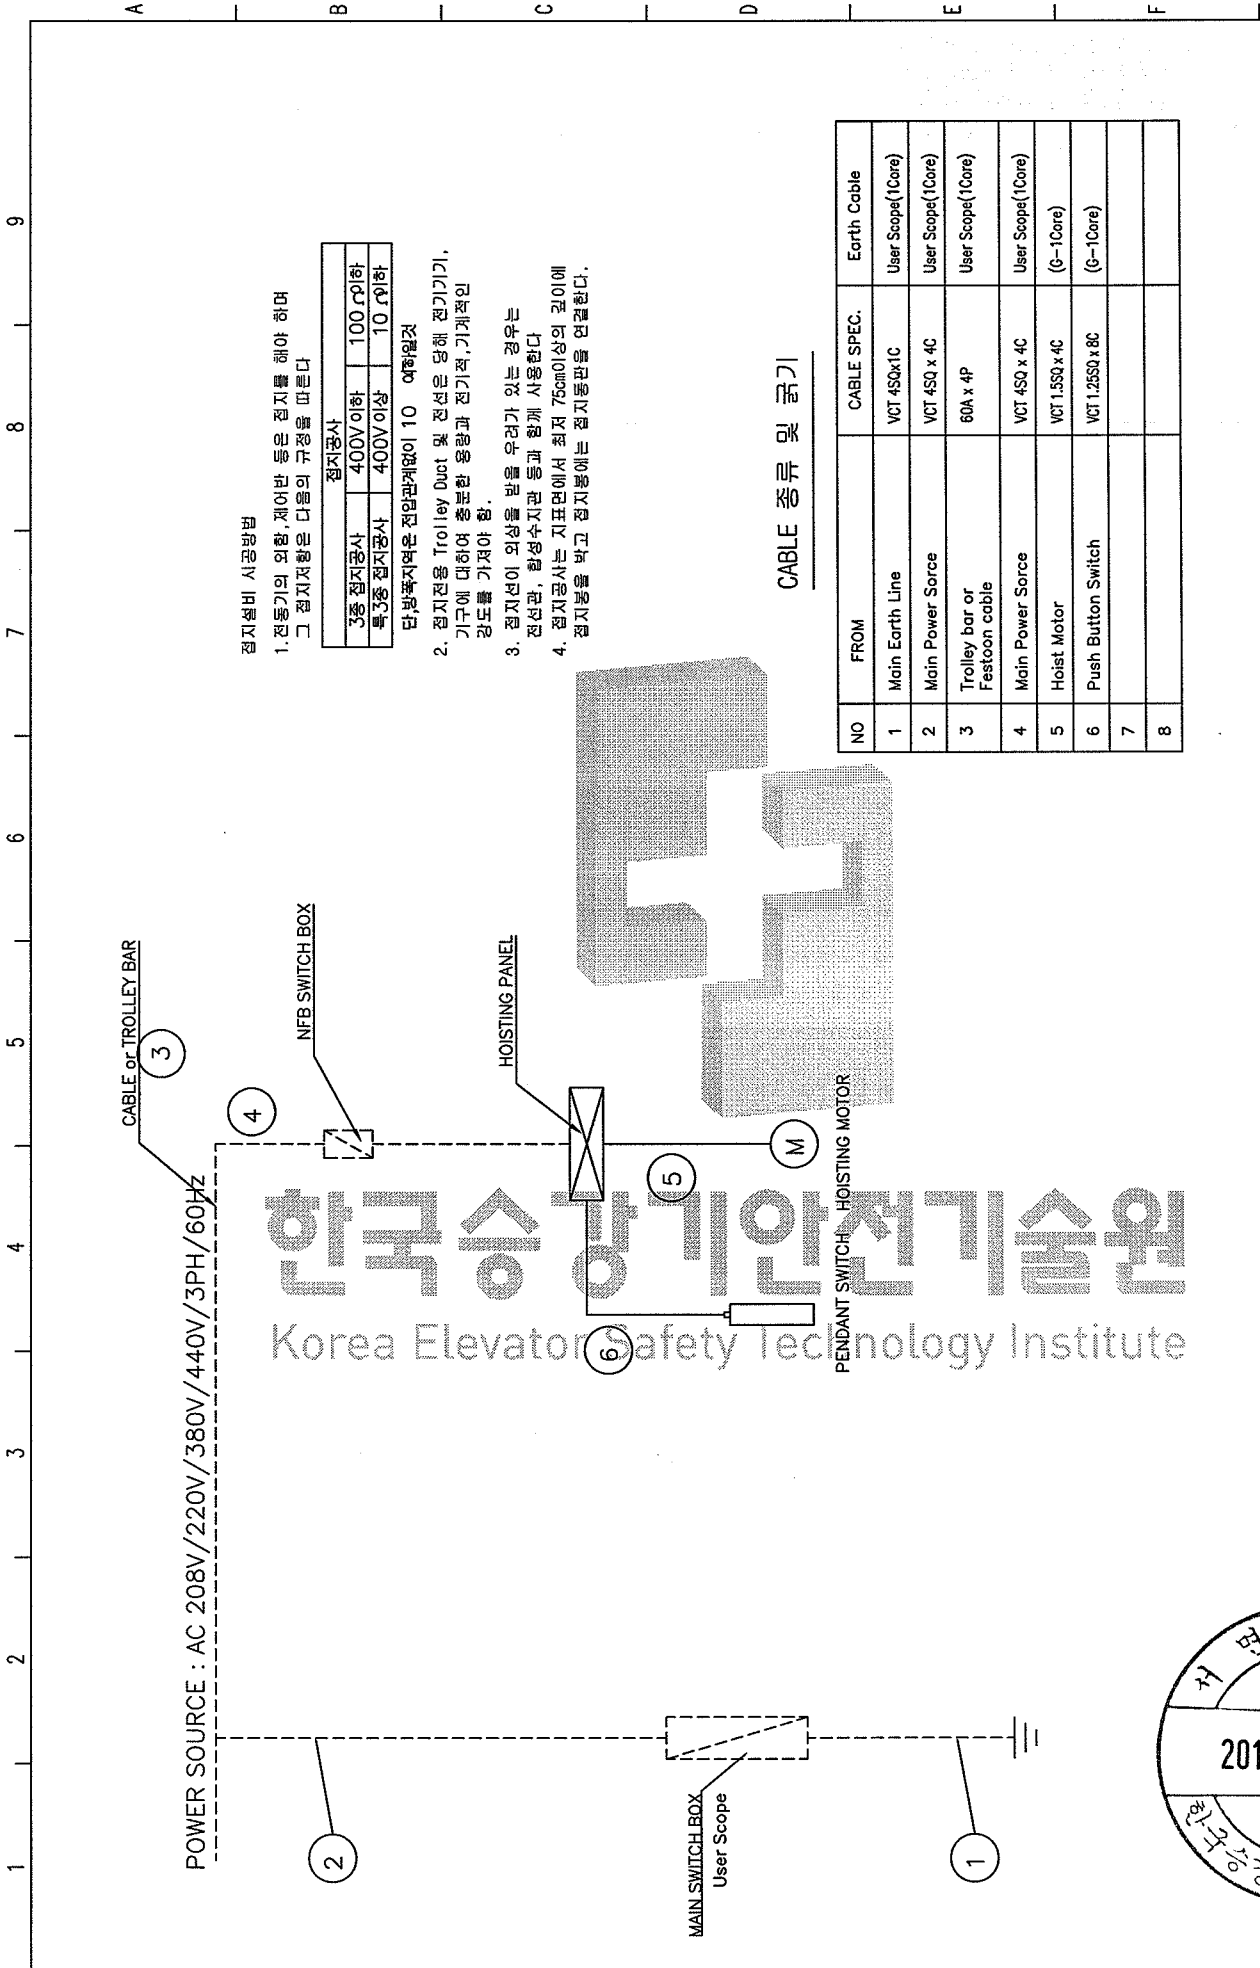 1 2 3 4 5 6 7 8 9
A
B
C
D
E
F
POWER SOURCE : AC 208V/220V/380V/440V/3PH/60Hz
CABLE or TROLLEY BAR
3
4
NFB SWITCH BOX
HOISTING PANEL
5
6
M
PENDANT SWITCH HOISTING MOTOR
2
MAIN SWITCH BOX
User Scope
1
접지설비 시공방법
1.전동기의 외함,제어반 등은 접지를 해야 하며
그 접지저항은 다음의 규정을 따른다
접지공사
3종 접지공사 400V 이하 100 Ω이하
특3종 접지공사 400V 이상 10 Ω이하
단,방폭지역은 전압관계없이 10 이하일것
2. 접지전용 Trolley Duct 및 전선은 당해 전기기기,
기구에 대하여 충분한 용량과 전기적,기계적인
강도를 가져야 함.
3. 접지선이 외상을 받을 우려가 있는 경우는
전선관, 합성수지관 등과 함께 사용한다
4. 접지공사는 지표면에서 최저 75cm이상의 깊이에
접지봉을 박고 접지봉에는 접지동판을 연결한다.
CABLE 종류 및 굵기
NO FROM CABLE SPEC. Earth Cable
1 Main Earth Line VCT 4SQx1C User Scope(1Core)
2 Main Power Sorce VCT 4SQ x 4C User Scope(1Core)
3 Trolley bar or 60A x 4P User Scope(1Core)
Festoon cable
4 Main Power Sorce VCT 4SQ x 4C User Scope(1Core)
5 Hoist Motor VCT 1.5SQ x 4C (G-1Core)
6 Push Button Switch VCT 1.25SQ x 8C (G-1Core)
7
8
한국승강기안전기술원
Korea Elevator Safety Technology Institute
201